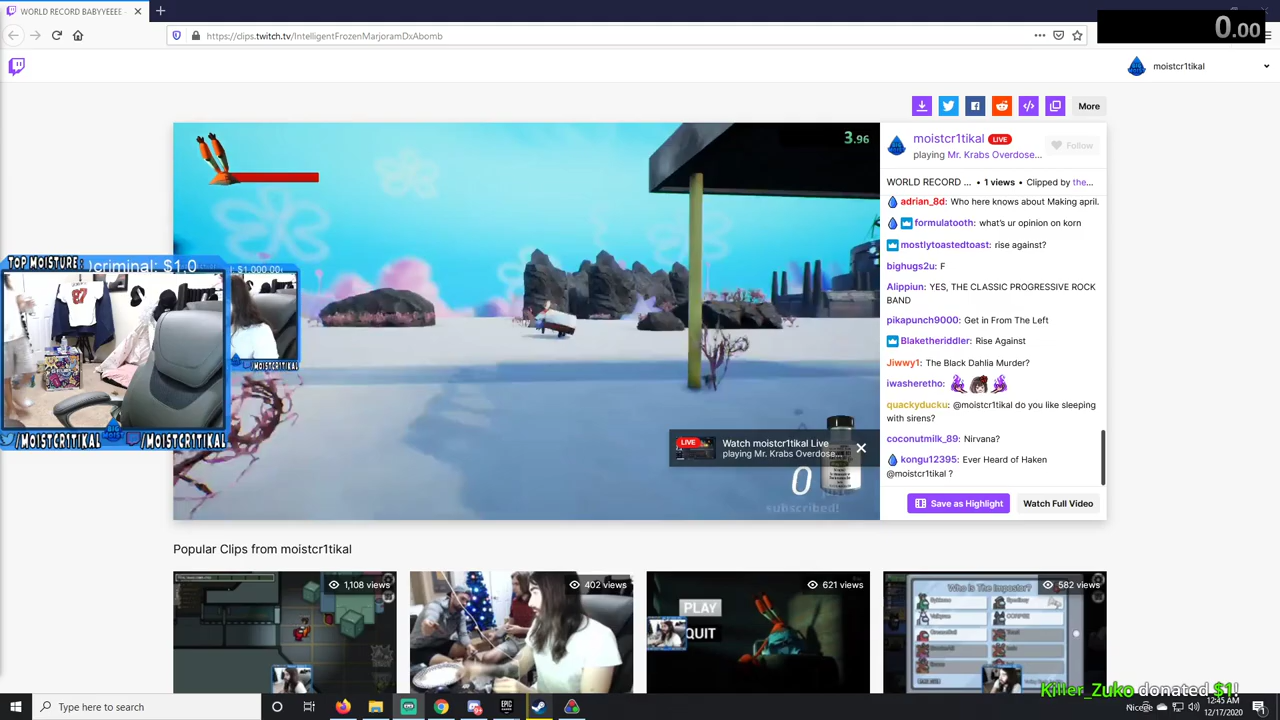 WORLD RECORD BABYYEEEE -
0.00
https://clips.twitch.tv/IntelligentFrozenMarjoramDxAbomb
moistcr1tikal
More
3.96
moistcr1tikal LIVE
Follow
playing Mr. Krabs Overdose...
WORLD RECORD ... • 1 views • Clipped by the...
adrian_8d: Who here knows about Making april.
formulatooth: what's ur opinion on korn
mostlytoastedtoast: rise against?
bighugs2u: F
Alippiun: YES, THE CLASSIC PROGRESSIVE ROCK
BAND
pikapunch9000: Get in From The Left
Blaketheriddler: Rise Against
Jiwwy1: The Black Dahlia Murder?
iwasheretho:
quackyducku: @moistcr1tikal do you like sleeping
with sirens?
coconutmilk_89: Nirvana?
kongu12395: Ever Heard of Haken
@moistcr1tikal ?
Save as Highlight
Watch Full Video
TOP MOISTURE:
criminal: $1.0
$1,000.00
/MOISTCR1TIKAL
/MOISTCR1TIKAL
/MOISTCR1TIKAL
LIVE
Watch moistcr1tikal Live
playing Mr. Krabs Overdose...
0
subscribed!
Popular Clips from moistcr1tikal
1,108 views
402 views
621 views
582 views
PLAY
QUIT
Who Is The Impostor?
Killer_Zuko donated $1!
Type here to search
Nicee
12:45 AM
12/17/2020